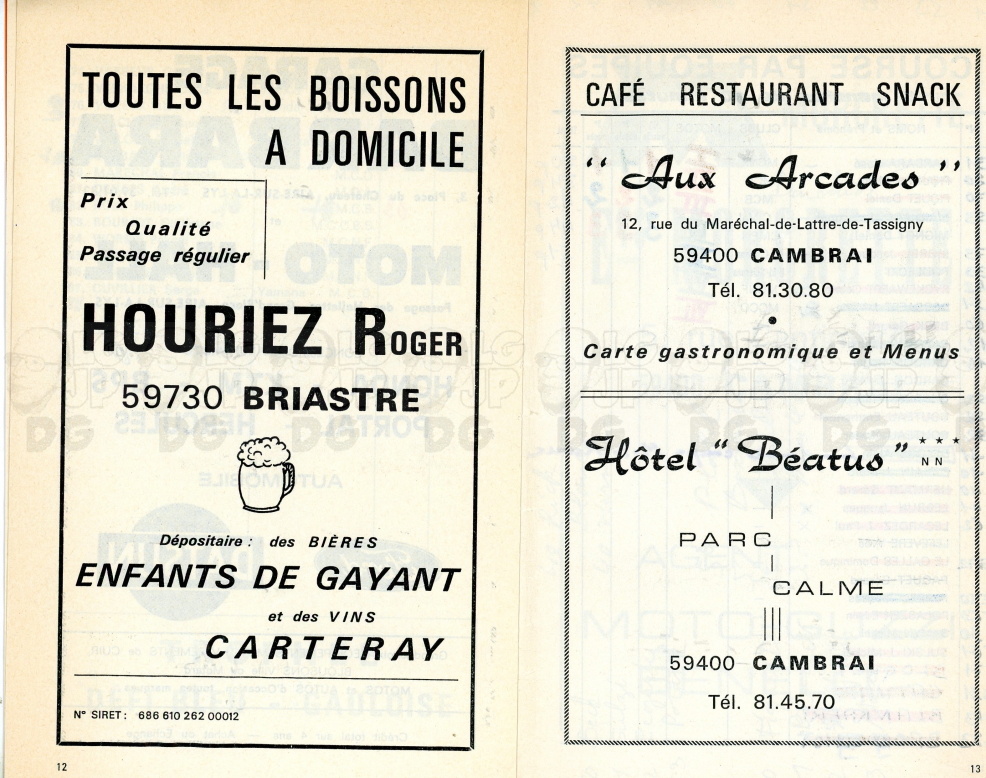 TOUTES LES BOISSONS
A DOMICILE
Prix
Qualité
Passage régulier
HOURIEZ ROGER
59730 BRIASTRE
Dépositaire : des BIÈRES
ENFANTS DE GAYANT
et des VINS
CARTERAY
N° SIRET : 686 610 262 00012
12
CAFÉ RESTAURANT SNACK
“ Aux Arcades ”
12, rue du Maréchal-de-Lattre-de-Tassigny
59400 CAMBRAI
Tél. 81.30.80
Carte gastronomique et Menus
Hôtel “ Béatus ” ★ ★ ★
NN
PARC
CALME
59400 CAMBRAI
Tél. 81.45.70
13